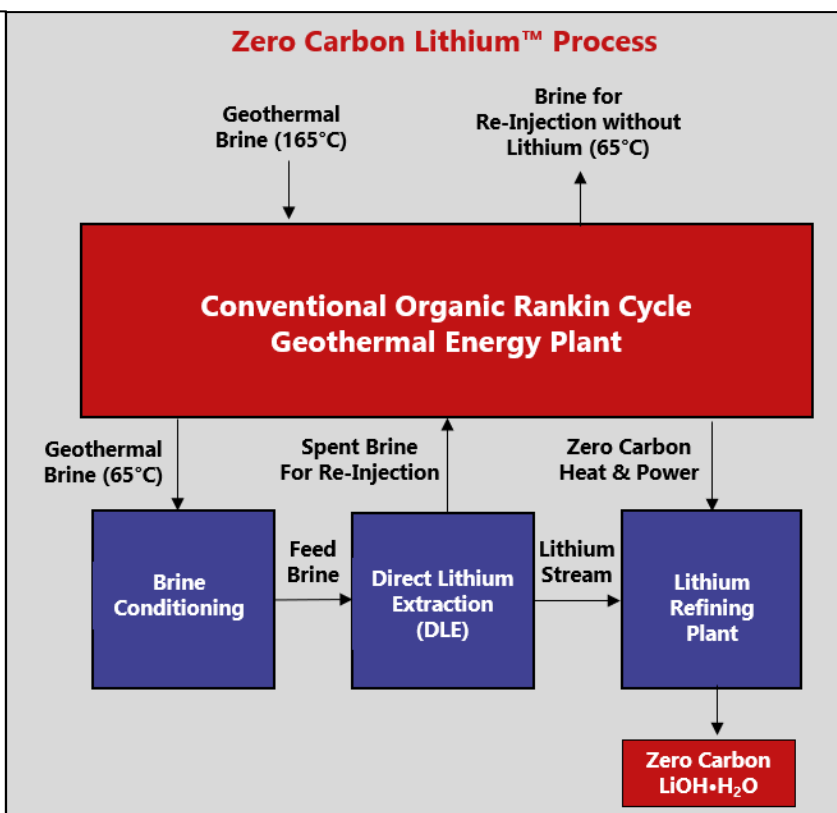 Zero Carbon Lithium™ Process
Geothermal
Brine (165°C)
Brine for
Re-Injection without
Lithium (65°C)
Conventional Organic Rankin Cycle
Geothermal Energy Plant
Geothermal
Brine (65°C)
Spent Brine
For Re-Injection
Zero Carbon
Heat & Power
Brine
Conditioning
Feed
Brine
Direct Lithium
Extraction
(DLE)
Lithium
Stream
Lithium
Refining
Plant
Zero Carbon
LiOH•H₂O